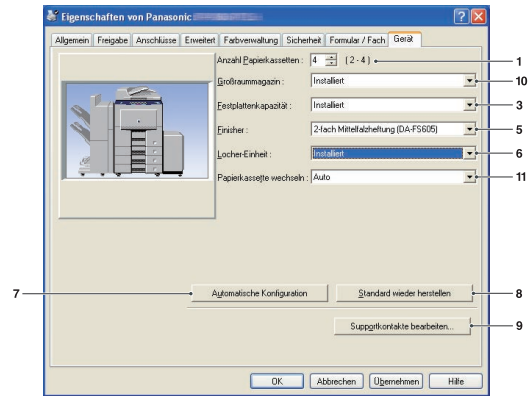 Eigenschaften von Panasonic
Allgemein Freigabe Anschlüsse Erweitert Farbverwaltung Sicherheit Formular / Fach Gerät
Anzahl Papierkassetten : 4 ( 2 - 4 ) 1
Großraummagazin : Installiert 10
Festplattenkapazität : Installiert 3
Finisher : 2-fach Mittelfalzheftung (DA-FS605) 5
Locher-Einheit : Installiert 6
Papierkassette wechseln : Auto 11
7 Automatische Konfiguration Standard wieder herstellen 8
Supportkontakte bearbeiten... 9
OK Abbrechen Übernehmen Hilfe